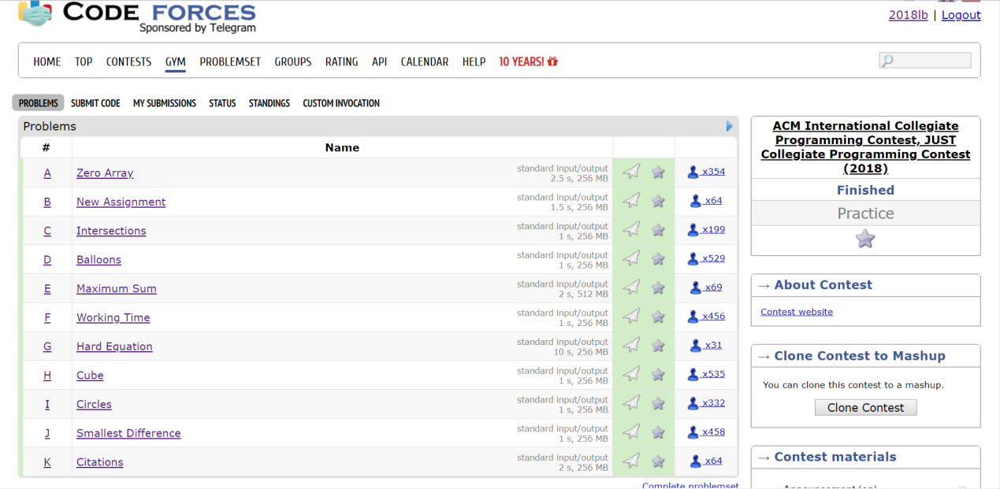 CODE FORCES
Sponsored by Telegram
2018lb | Logout
HOME TOP CONTESTS GYM PROBLEMSET GROUPS RATING API CALENDAR HELP 10 YEARS!
PROBLEMS SUBMIT CODE MY SUBMISSIONS STATUS STANDINGS CUSTOM INVOCATION
Problems
# Name
A Zero Array standard input/output
2.5 s, 256 MB
x354
B New Assignment standard input/output
1.5 s, 256 MB
x64
C Intersections standard input/output
1 s, 256 MB
x199
D Balloons standard input/output
1 s, 256 MB
x529
E Maximum Sum standard input/output
2 s, 512 MB
x69
F Working Time standard input/output
1 s, 256 MB
x456
G Hard Equation standard input/output
10 s, 256 MB
x31
H Cube standard input/output
1 s, 256 MB
x535
I Circles standard input/output
1 s, 256 MB
x332
J Smallest Difference standard input/output
1 s, 256 MB
x458
K Citations standard input/output
2 s, 256 MB
x64
Complete problemset
ACM International Collegiate
Programming Contest, JUST
Collegiate Programming Contest
(2018)
Finished
Practice
→ About Contest
Contest website
→ Clone Contest to Mashup
You can clone this contest to a mashup.
Clone Contest
→ Contest materials
Announcement (en)